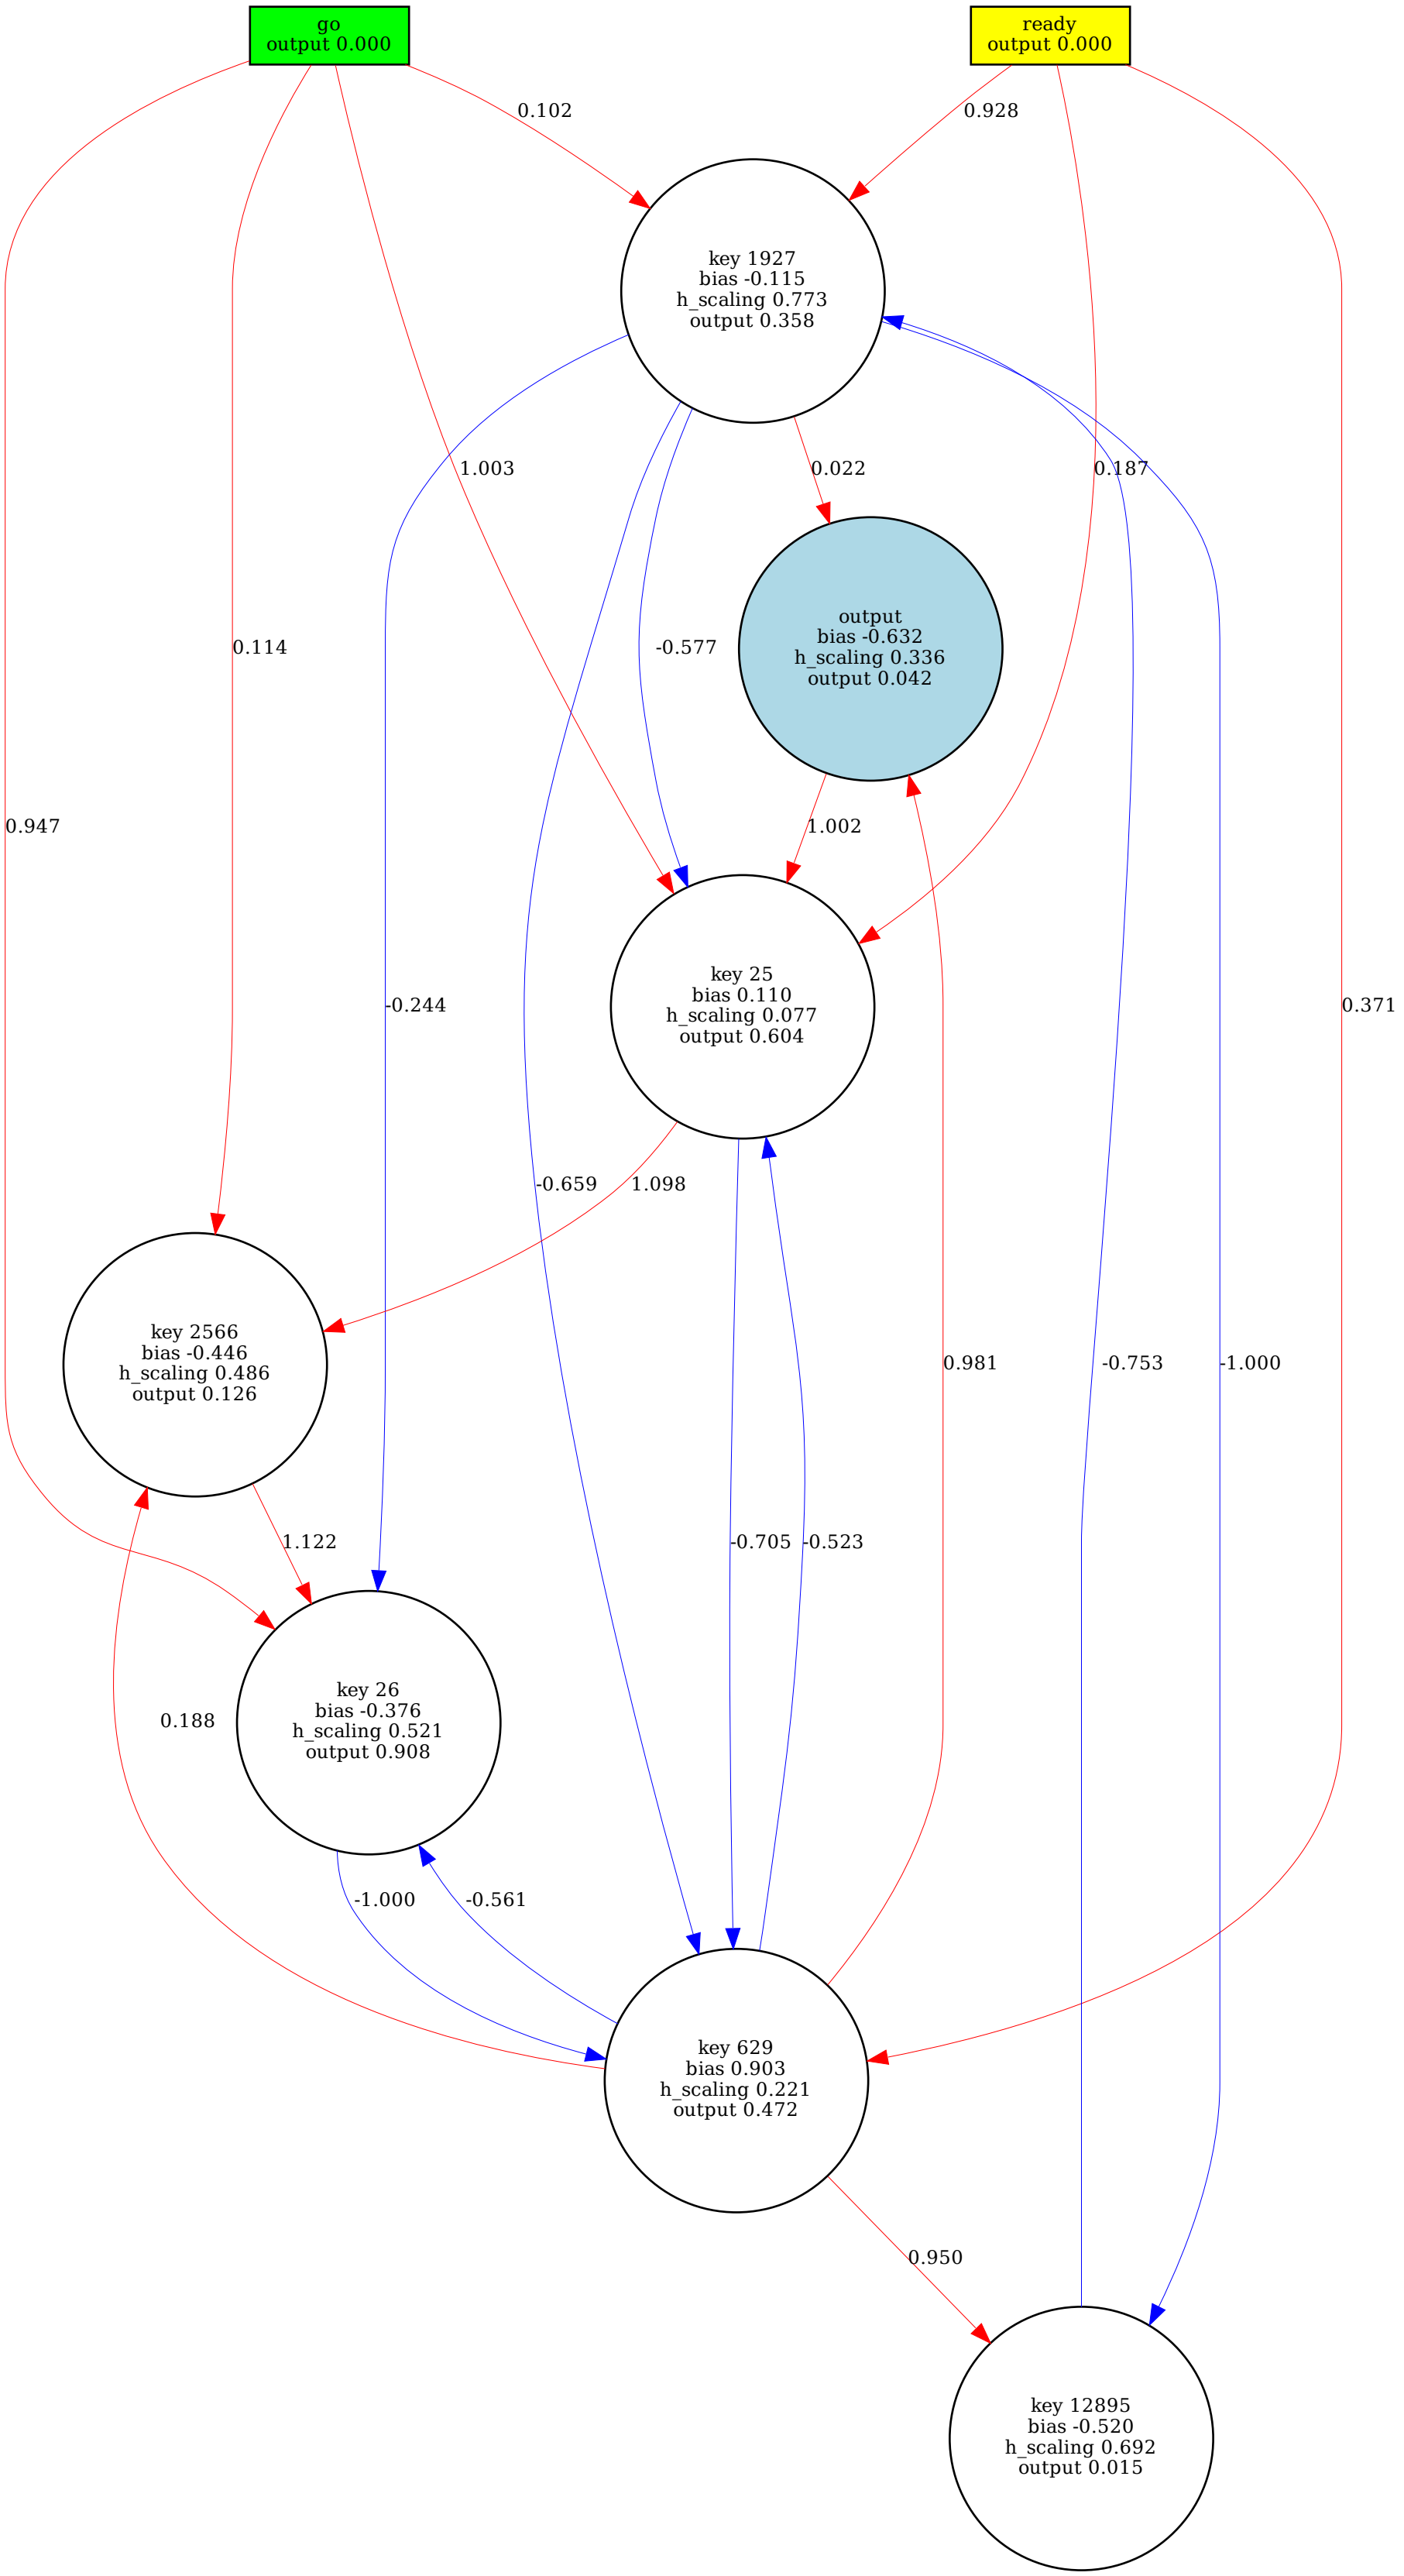 go
output 0.000
ready
output 0.000
0.102
0.928
key 1927
bias -0.115
h_scaling 0.773
output 0.358
1.003
0.022
0.187
0.114
-0.577
output
bias -0.632
h_scaling 0.336
output 0.042
0.947
1.002
-0.244
key 25
bias 0.110
h_scaling 0.077
output 0.604
0.371
-0.659
1.098
key 2566
bias -0.446
h_scaling 0.486
output 0.126
0.981
-0.753
-1.000
1.122
-0.705
-0.523
0.188
key 26
bias -0.376
h_scaling 0.521
output 0.908
-1.000
-0.561
key 629
bias 0.903
h_scaling 0.221
output 0.472
0.950
key 12895
bias -0.520
h_scaling 0.692
output 0.015